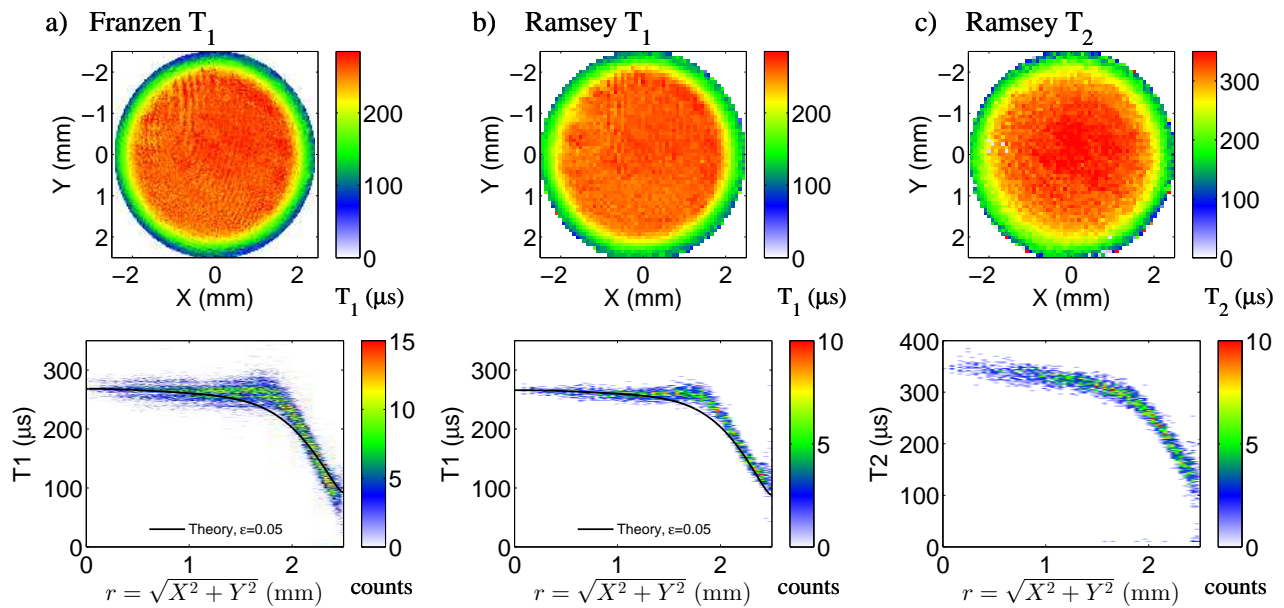 a) Franzen T1
b) Ramsey T1
c) Ramsey T2
−2
−1
0
1
2
Y (mm)
−2 0 2
X (mm)
200
100
0
T1 (μs)
−2
−1
0
1
2
Y (mm)
−2 0 2
X (mm)
200
100
0
T1 (μs)
−2
−1
0
1
2
Y (mm)
−2 0 2
X (mm)
300
200
100
0
T2 (μs)
300
200
100
0
T1 (μs)
Theory, ε=0.05
0 1 2
r = √X² + Y² (mm)
15
10
5
0
counts
300
200
100
0
T1 (μs)
Theory, ε=0.05
0 1 2
r = √X² + Y² (mm)
10
5
0
counts
400
300
200
100
0
T2 (μs)
0 1 2
r = √X² + Y² (mm)
10
5
0
counts